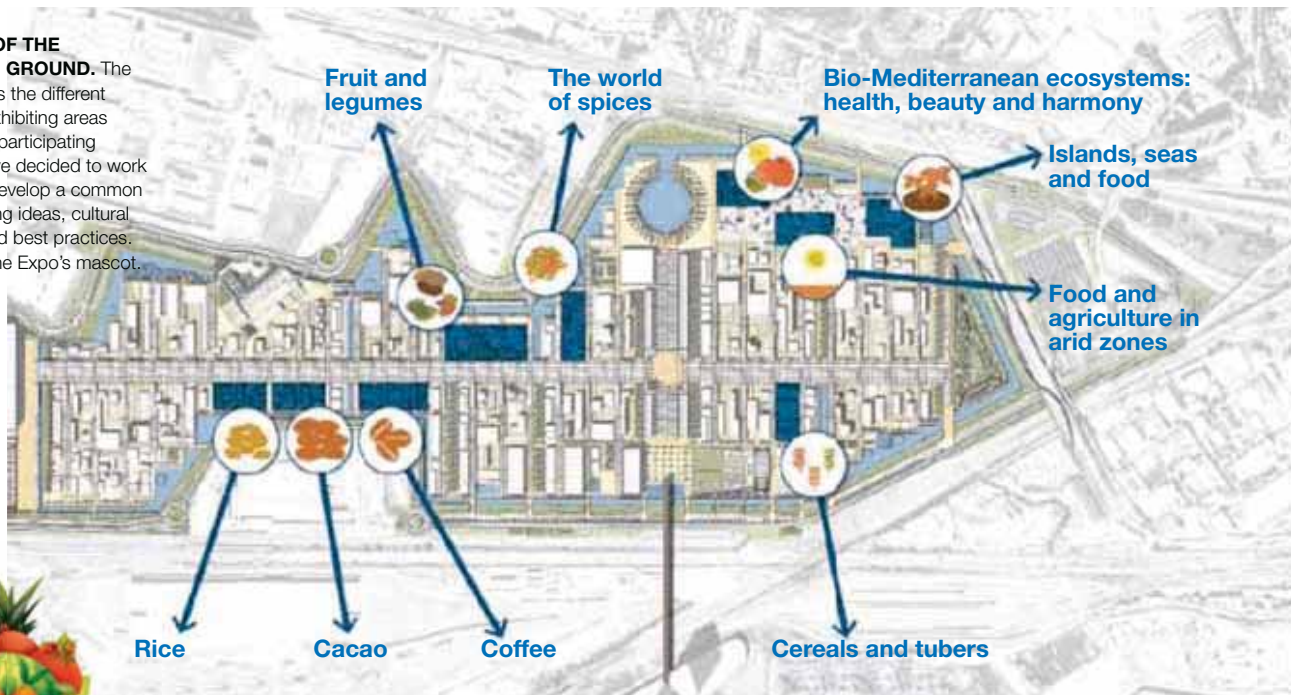 OF THE
GROUND. The
s the different
xhibiting areas
participating
e decided to work
evelop a common
ng ideas, cultural
d best practices.
he Expo's mascot.
Fruit and
legumes
The world
of spices
Bio-Mediterranean ecosystems:
health, beauty and harmony
Islands, seas
and food
Food and
agriculture in
arid zones
Rice
Cacao
Coffee
Cereals and tubers